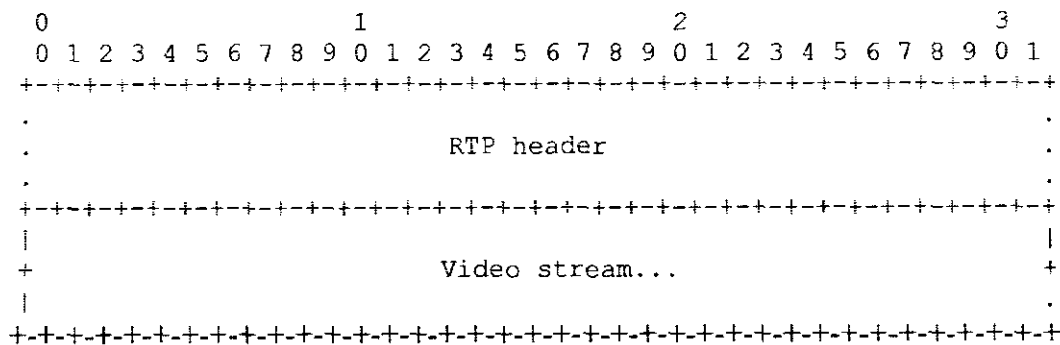 0                   1                   2                   3
0 1 2 3 4 5 6 7 8 9 0 1 2 3 4 5 6 7 8 9 0 1 2 3 4 5 6 7 8 9 0 1
+-+-+-+-+-+-+-+-+-+-+-+-+-+-+-+-+-+-+-+-+-+-+-+-+-+-+-+-+-+-+-+-+
.                                                               .
.                          RTP header                           .
.                                                               .
+-+-+-+-+-+-+-+-+-+-+-+-+-+-+-+-+-+-+-+-+-+-+-+-+-+-+-+-+-+-+-+-+
|                                                               |
+                          Video stream...                      +
|                                                               .
+-+-+-+-+-+-+-+-+-+-+-+-+-+-+-+-+-+-+-+-+-+-+-+-+-+-+-+-+-+-+-+-+